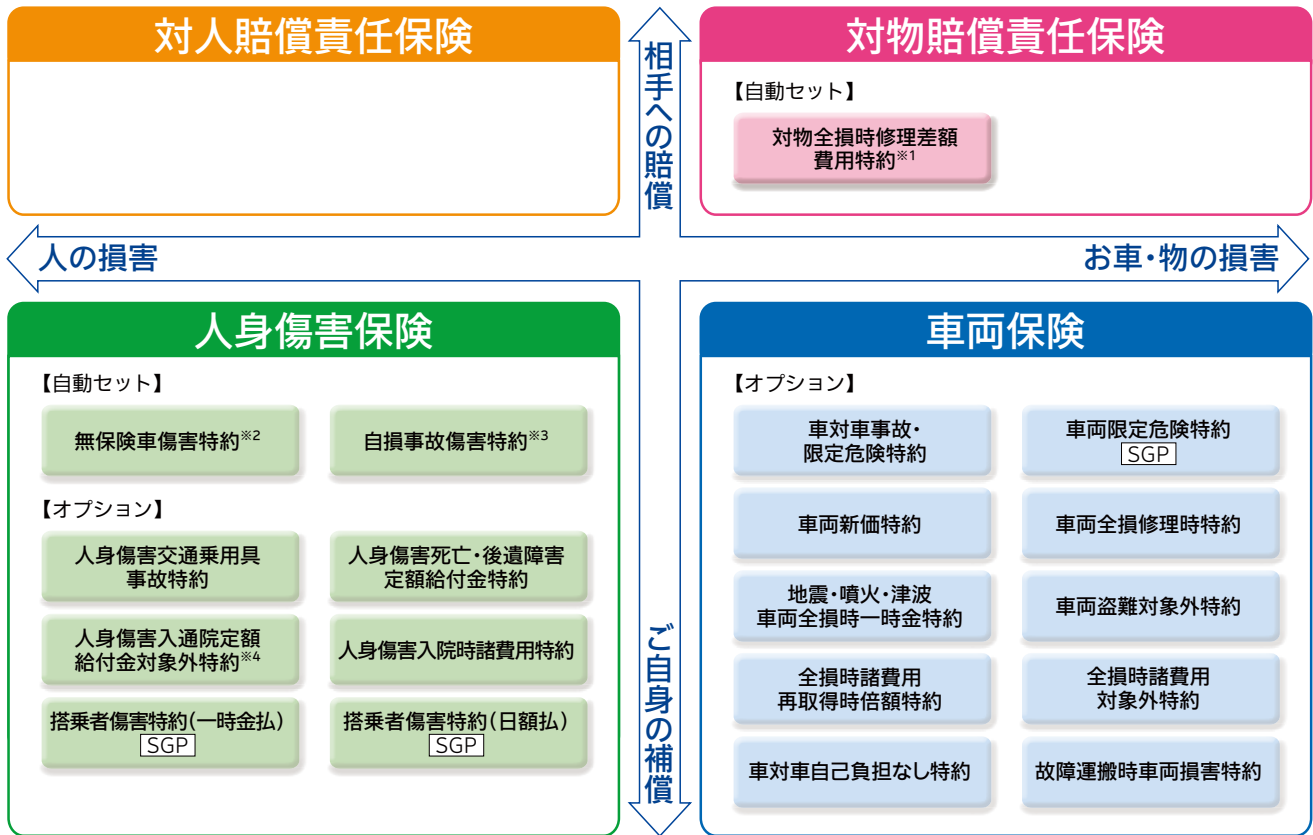 対人賠償責任保険
相手への賠償
対物賠償責任保険
【自動セット】
対物全損時修理差額
費用特約※1
人の損害
お車・物の損害
人身傷害保険
【自動セット】
無保険車傷害特約※2
自損事故傷害特約※3
【オプション】
人身傷害交通乗用具
事故特約
人身傷害死亡・後遺障害
定額給付金特約
人身傷害入通院定額
給付金対象外特約※4
人身傷害入院時諸費用特約
搭乗者傷害特約(一時金払)
SGP
搭乗者傷害特約(日額払)
SGP
ご自身の補償
車両保険
【オプション】
車対車事故・
限定危険特約
車両限定危険特約
SGP
車両新価特約
車両全損修理時特約
地震・噴火・津波
車両全損時一時金特約
車両盗難対象外特約
全損時諸費用
再取得時倍額特約
全損時諸費用
対象外特約
車対車自己負担なし特約
故障運搬時車両損害特約